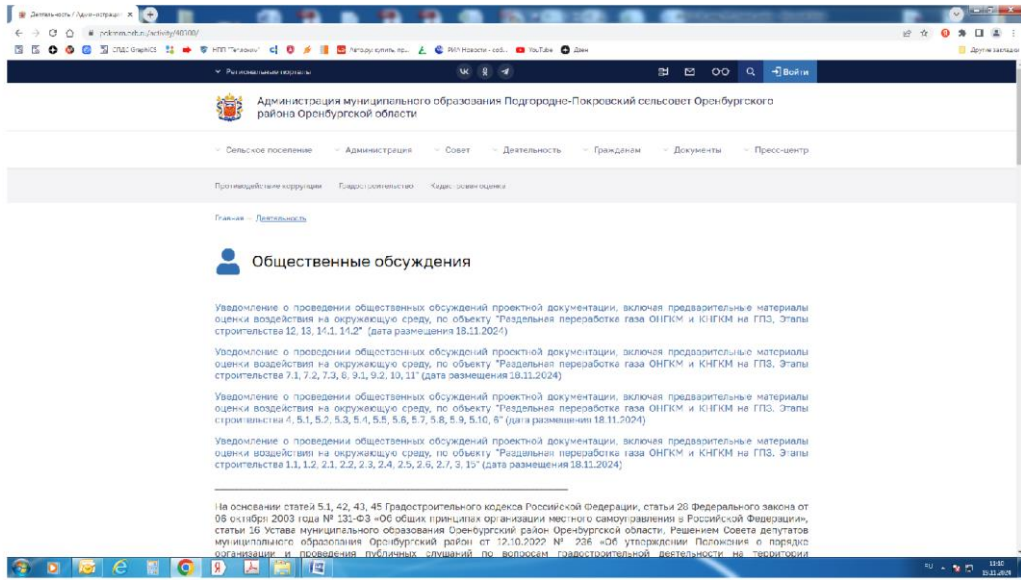 Деятельность / Администрация
YouTube
Дзен
Другие закладки
Региональные порталы
Войти
Администрация муниципального образования Подгородне-Покровский сельсовет Оренбургского
района Оренбургской области
Сельское поселение Администрация Совет Деятельность Гражданам Документы Пресс-центр
Противодействие коррупции Градостроительство Кадастровая оценка
Главная – Деятельность
Общественные обсуждения
Уведомление о проведении общественных обсуждений проектной документации, включая предварительные материалы
оценки воздействия на окружающую среду, по объекту "Раздельная переработка газа ОНГКМ и КНГКМ на ГПЗ, Этапы
строительства 12, 13, 14.1, 14.2" (дата размещения 18.11.2024)
Уведомление о проведении общественных обсуждений проектной документации, включая предварительные материалы
оценки воздействия на окружающую среду, по объекту "Раздельная переработка газа ОНГКМ и КНГКМ на ГПЗ. Этапы
строительства 7.1, 7.2, 7.3, 8, 9.1, 9.2, 10, 11" (дата размещения 18.11.2024)
Уведомление о проведении общественных обсуждений проектной документации, включая предварительные материалы
оценки воздействия на окружающую среду, по объекту "Раздельная переработка газа ОНГКМ и КНГКМ на ГПЗ. Этапы
строительства 4, 5.1, 5.2, 5.3, 5.4, 5.5, 5.6, 5.7, 5.8, 5.9, 5.10, 6" (дата размещения 18.11.2024)
Уведомление о проведении общественных обсуждений проектной документации, включая предварительные материалы
оценки воздействия на окружающую среду, по объекту "Раздельная переработка газа ОНГКМ и КНГКМ на ГПЗ. Этапы
строительства 1.1, 1.2, 2.1, 2.2, 2.3, 2.4, 2.5, 2.6, 2.7, 3, 15" (дата размещения 18.11.2024)
На основании статей 5.1, 42, 43, 45 Градостроительного кодекса Российской Федерации, статьи 28 Федерального закона от
06 октября 2003 года № 131-ФЗ «Об общих принципах организации местного самоуправления в Российской Федерации»,
статьи 16 Устава муниципального образования Оренбургский район Оренбургской области, Решением Совета депутатов
муниципального образования Оренбургский район от 12.10.2022 № 236 «Об утверждении Положения о порядке
организации и проведения публичных слушаний по вопросам градостроительной деятельности на территории